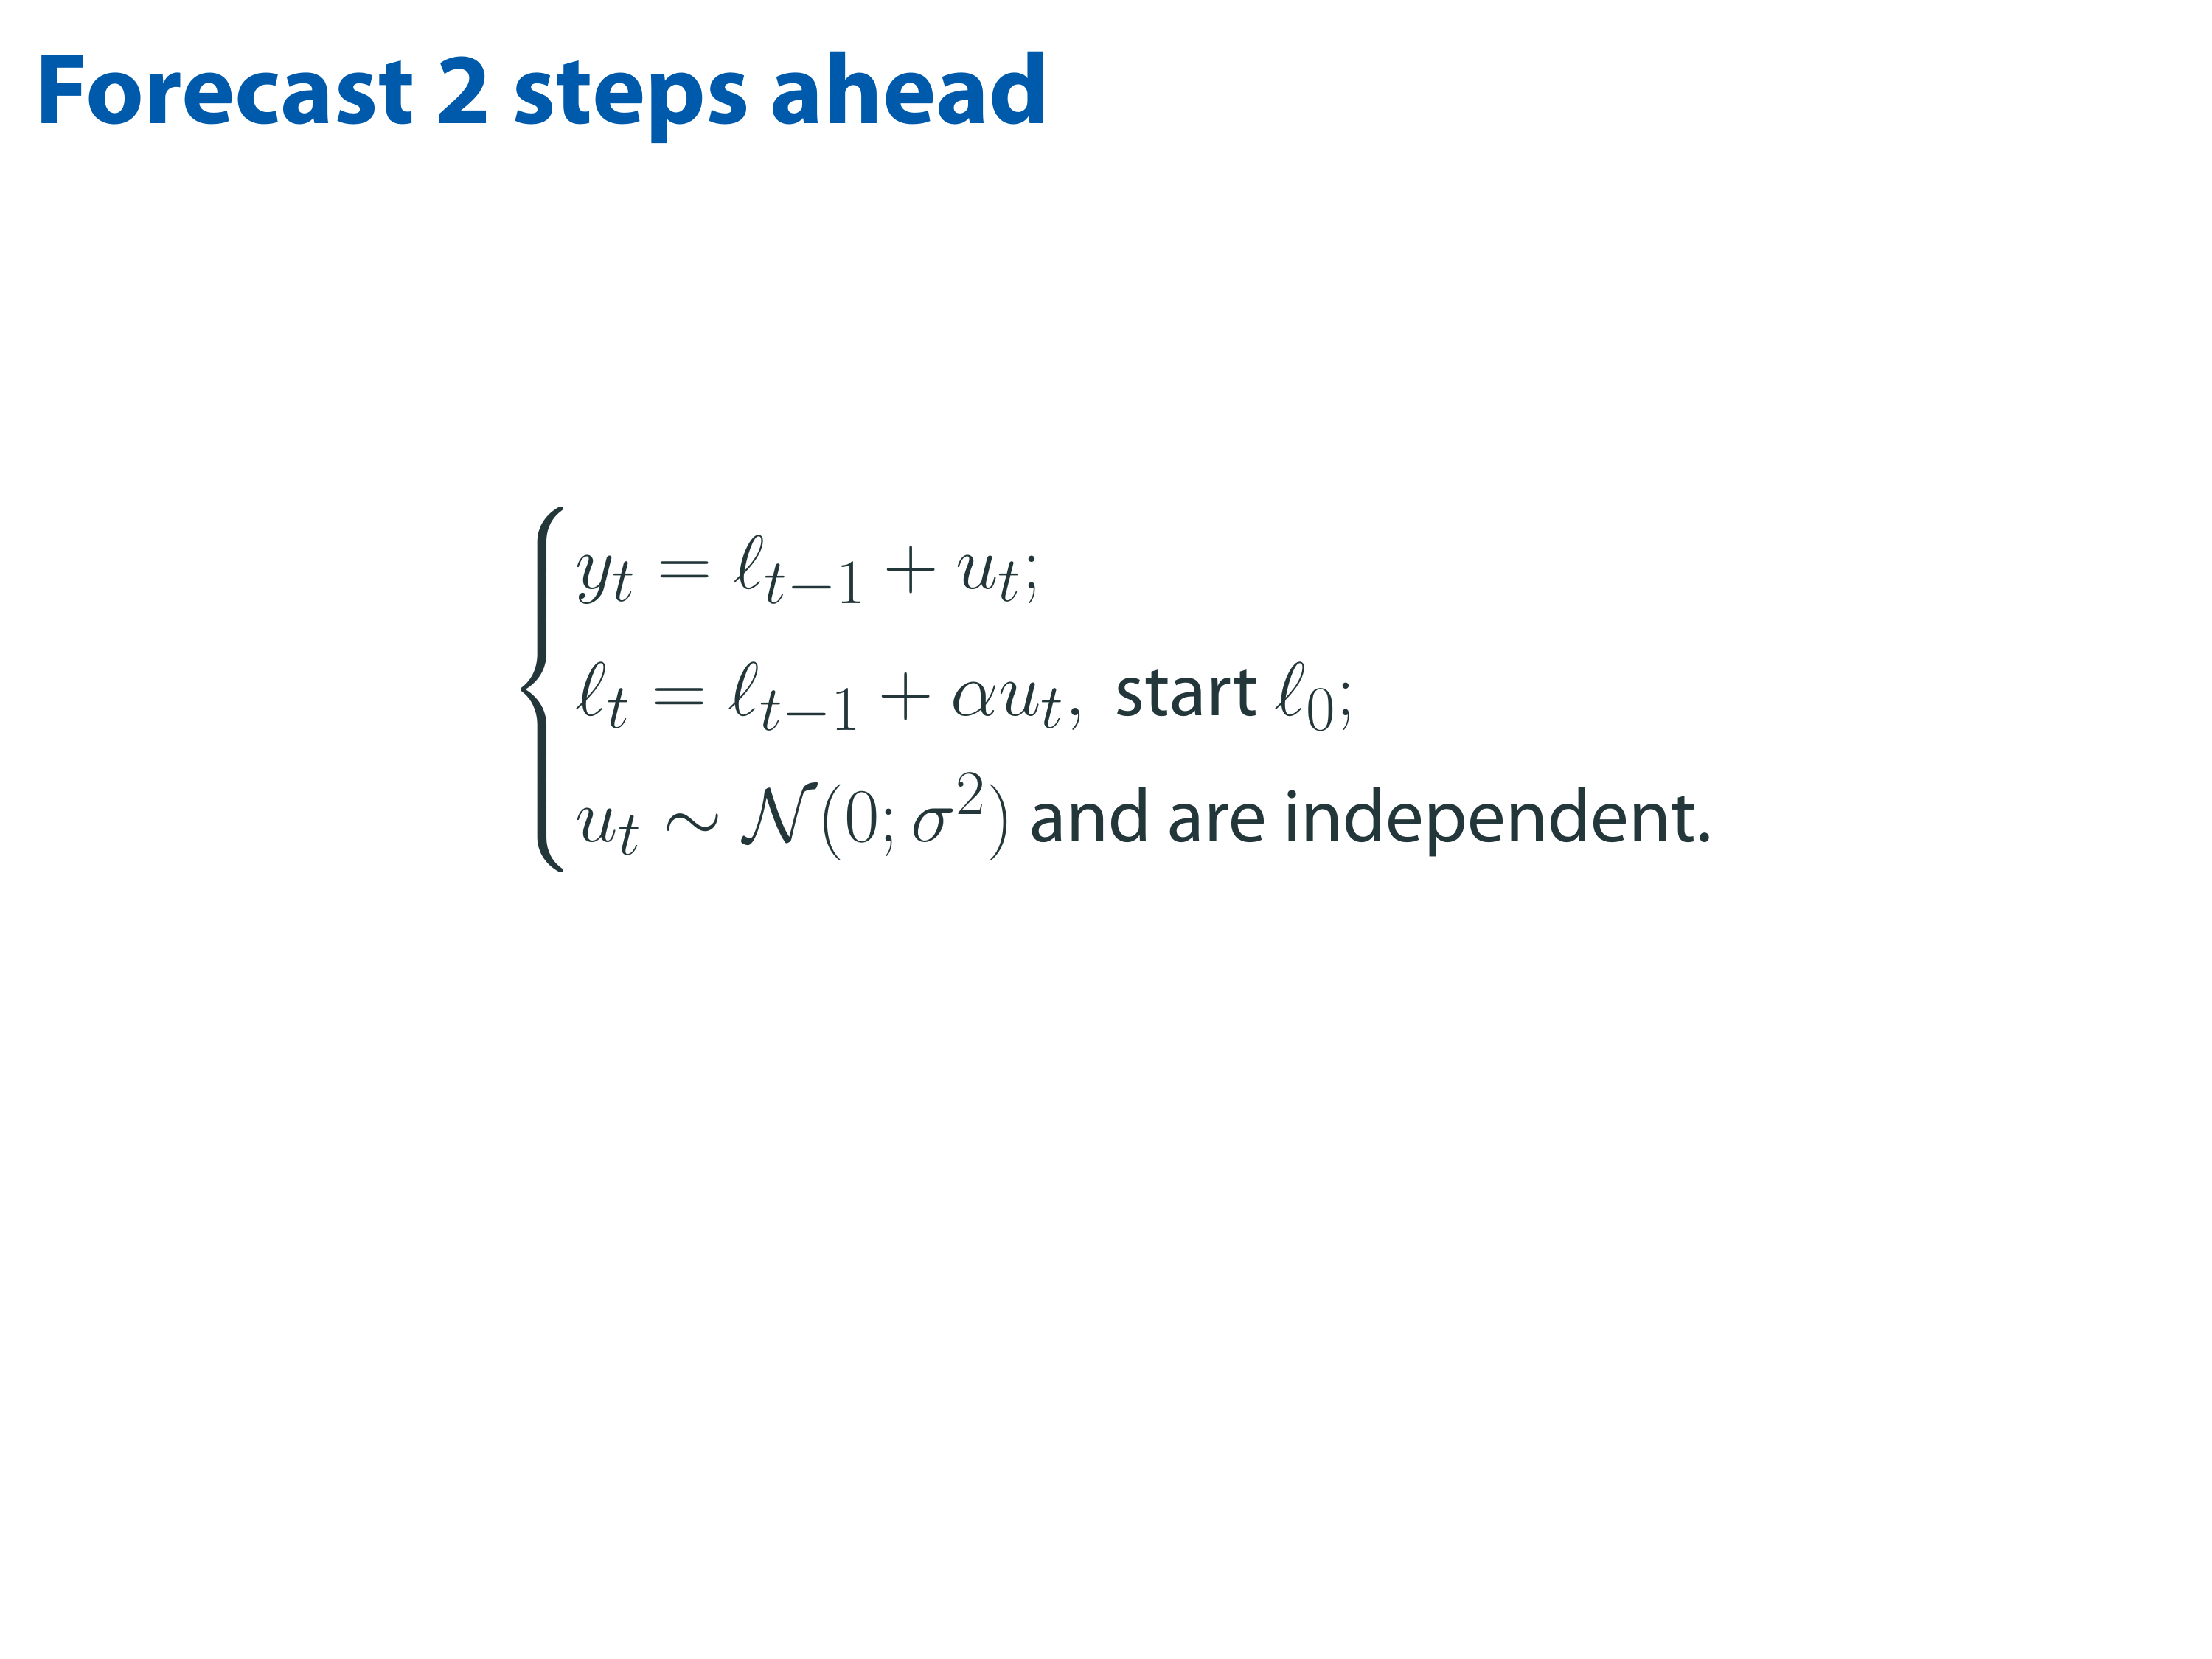 Forecast 2 steps ahead
y_t = ℓ_{t−1} + u_t;
ℓ_t = ℓ_{t−1} + αu_t, start ℓ_0;
u_t ∼ 𝒩(0; σ^2) and are independent.